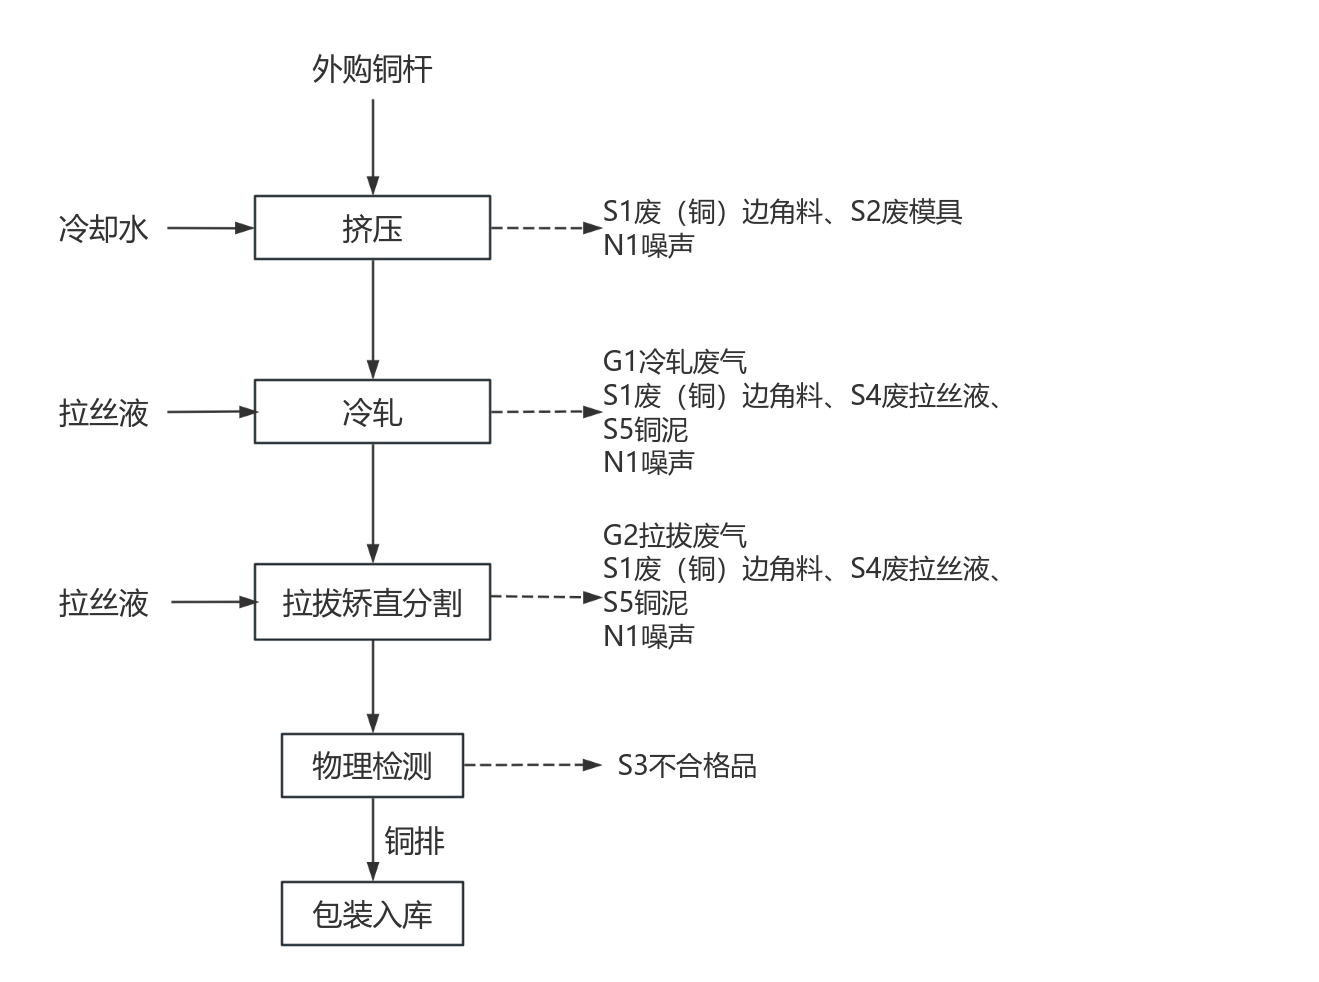 外购铜杆
冷却水
挤压
S1废（铜）边角料、S2废模具
N1噪声
拉丝液
冷轧
G1冷轧废气
S1废（铜）边角料、S4废拉丝液、
S5铜泥
N1噪声
拉丝液
拉拔矫直分割
G2拉拔废气
S1废（铜）边角料、S4废拉丝液、
S5铜泥
N1噪声
物理检测
S3不合格品
铜排
包装入库